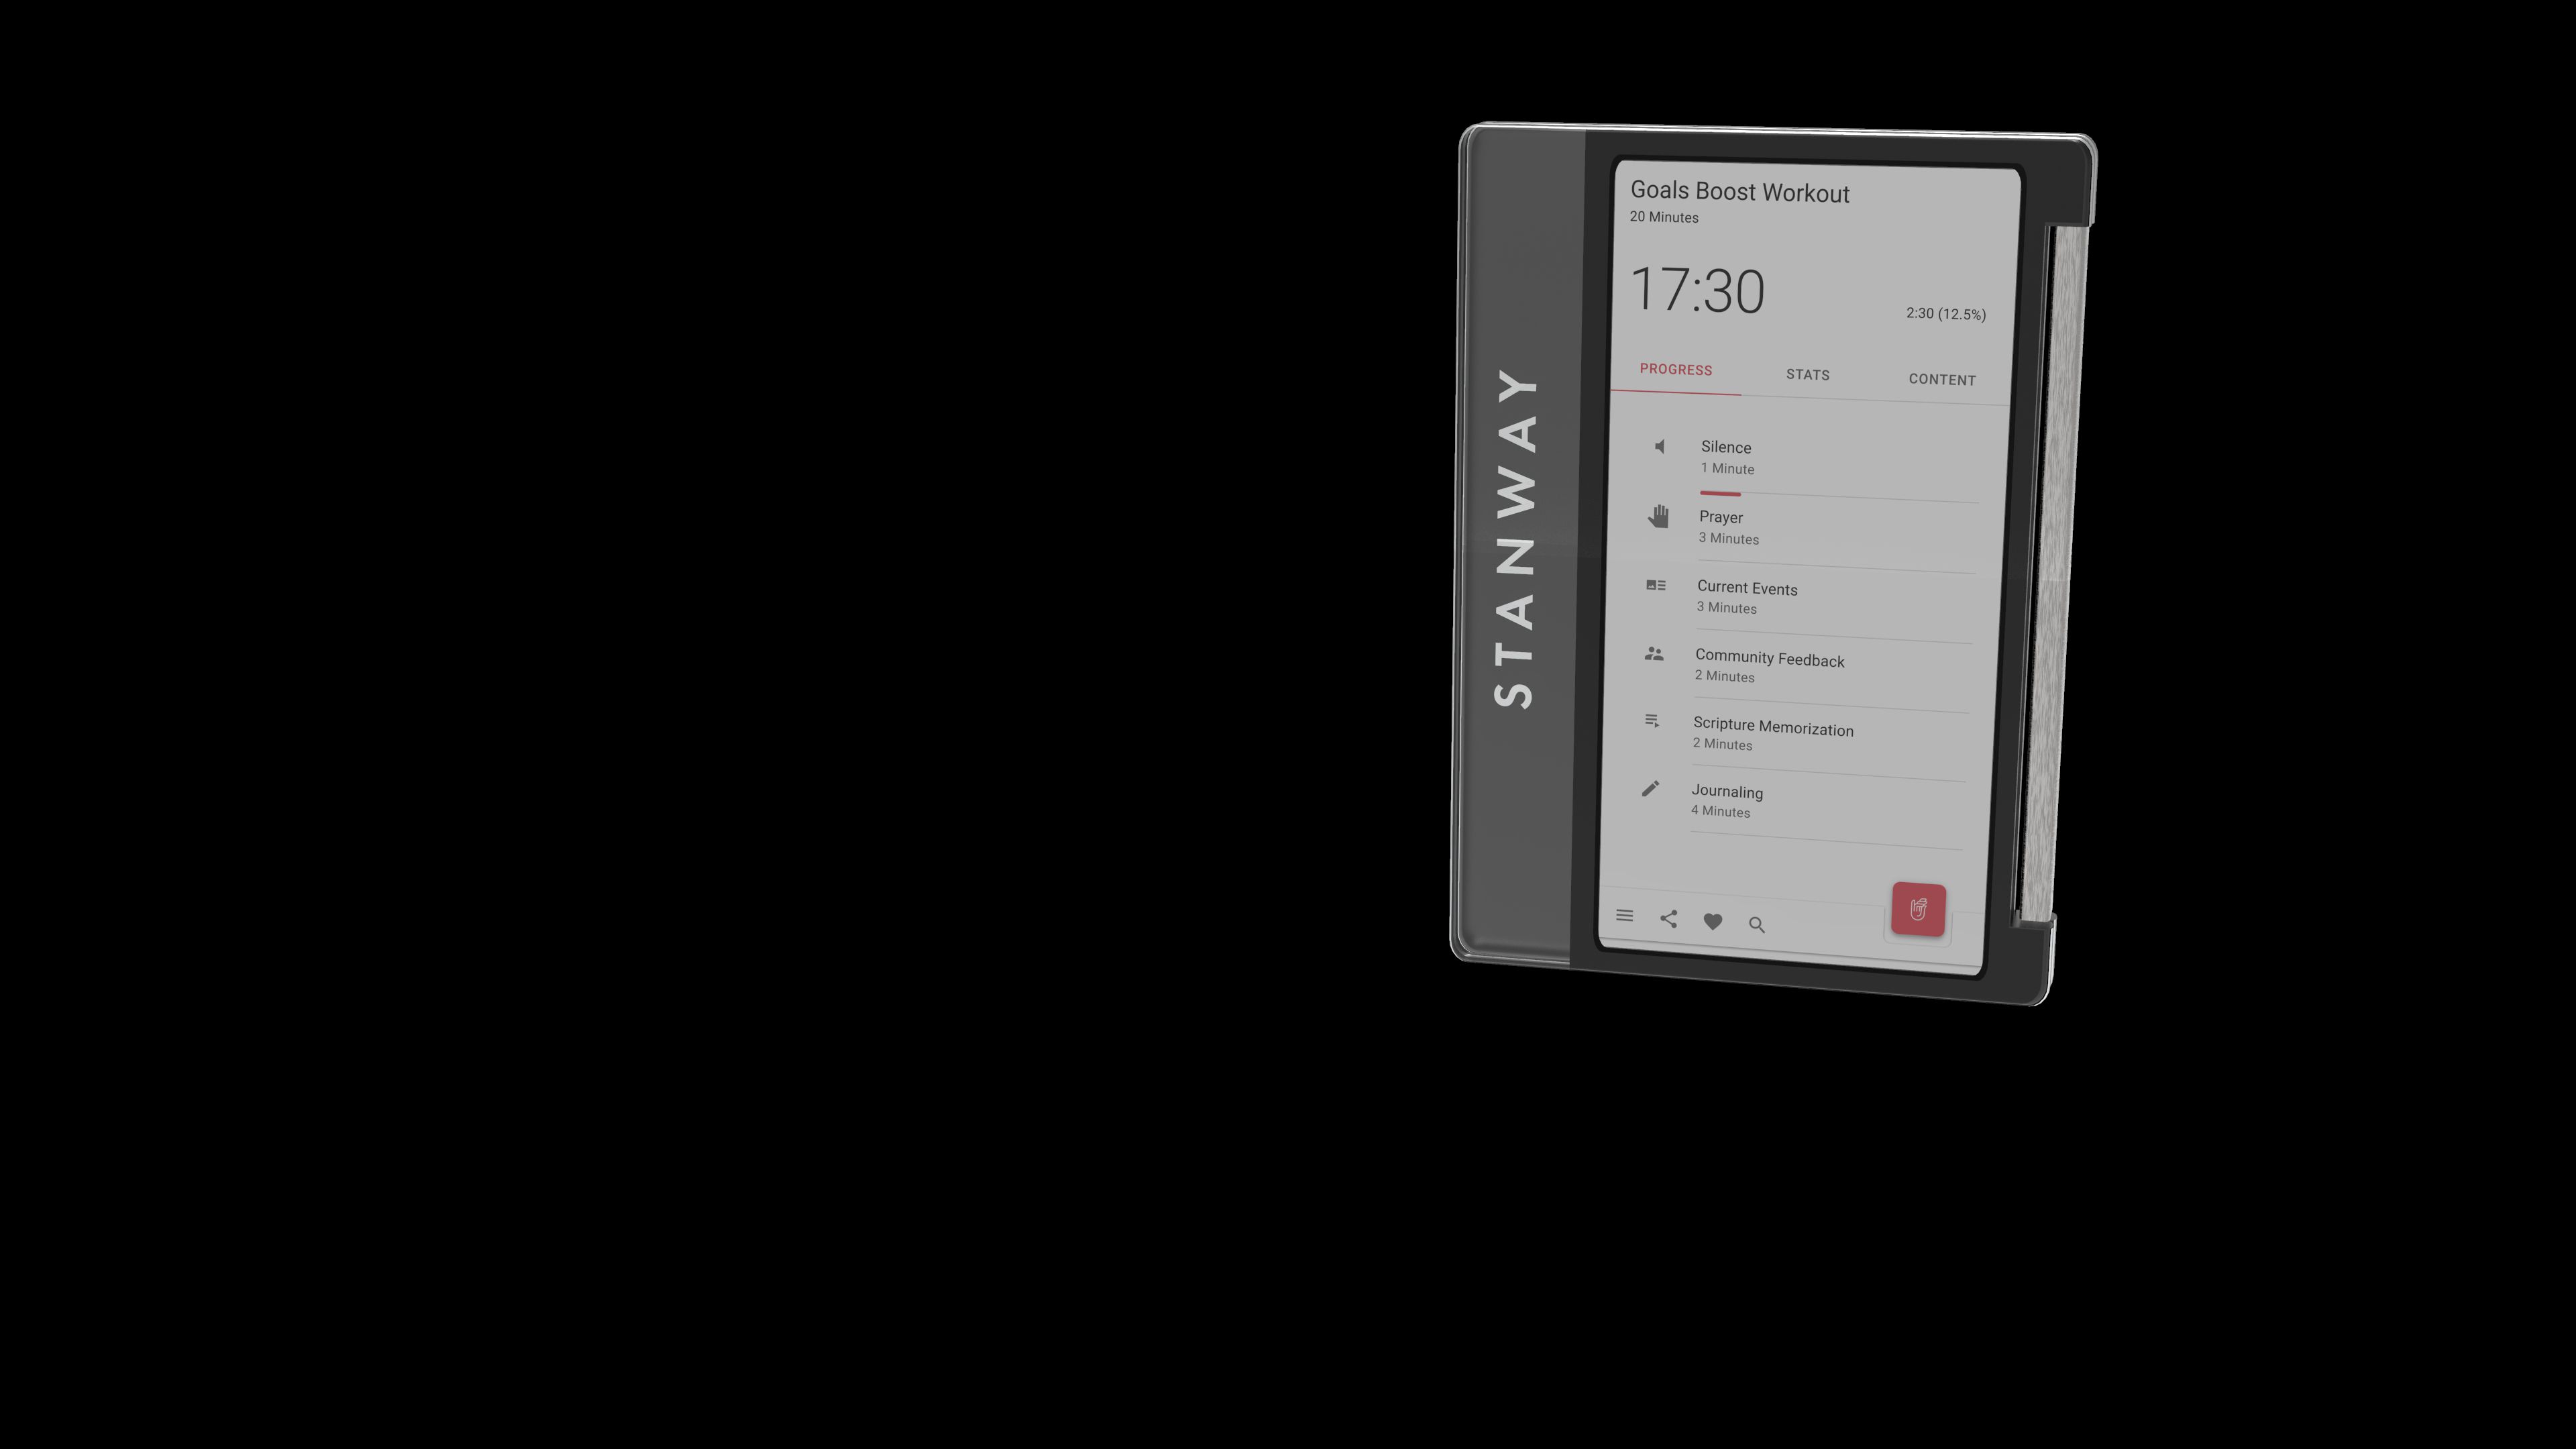 STANWAY
Goals Boost Workout
20 Minutes
17:30
2:30 (12.5%)
PROGRESS STATS CONTENT
Silence
1 Minute
Prayer
3 Minutes
Current Events
3 Minutes
Community Feedback
2 Minutes
Scripture Memorization
2 Minutes
Journaling
4 Minutes